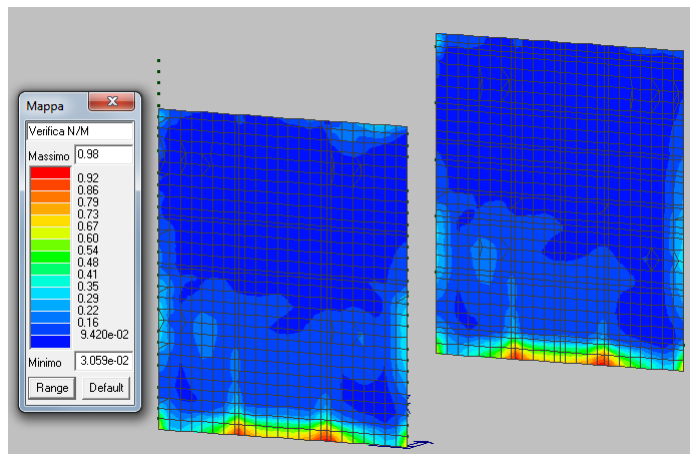 Mappa
Verifica N/M
Massimo 0.98
0.92
0.86
0.79
0.73
0.67
0.60
0.54
0.48
0.41
0.35
0.29
0.22
0.16
9.420e-02
Minimo 3.059e-02
Range Default